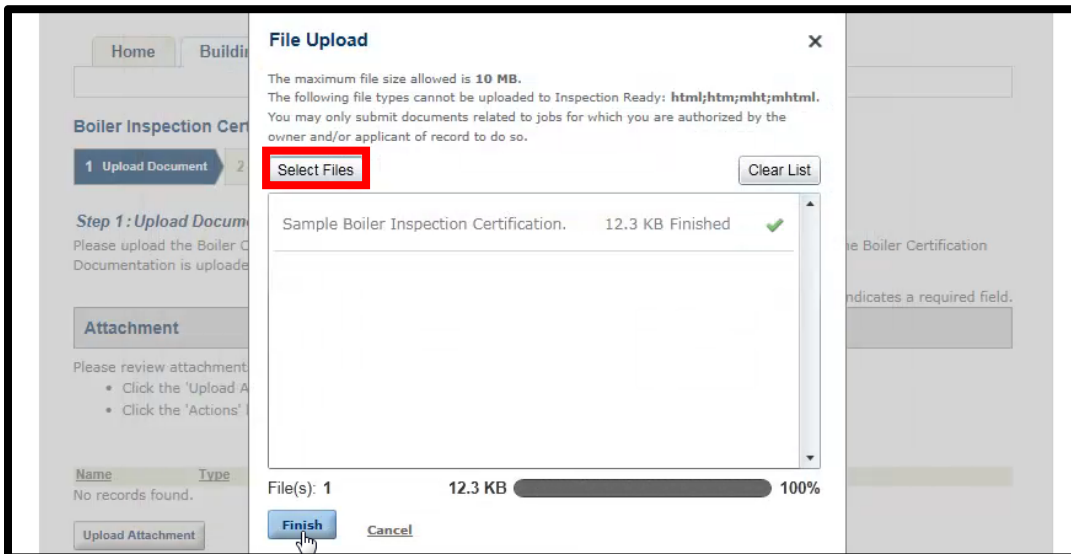 Home
Buildi
File Upload
The maximum file size allowed is 10 MB.
The following file types cannot be uploaded to Inspection Ready: html;htm;mht;mhtml.
You may only submit documents related to jobs for which you are authorized by the
owner and/or applicant of record to do so.
Boiler Inspection Cert
1 Upload Document
2
Select Files
Clear List
Step 1: Upload Docum
Please upload the Boiler C
e Boiler Certification
Documentation is uploade
Sample Boiler Inspection Certification. 12.3 KB Finished
ndicates a required field.
Attachment
Please review attachment
• Click the 'Upload A
• Click the 'Actions'
Name Type
No records found.
File(s): 1 12.3 KB 100%
Upload Attachment
Finish Cancel